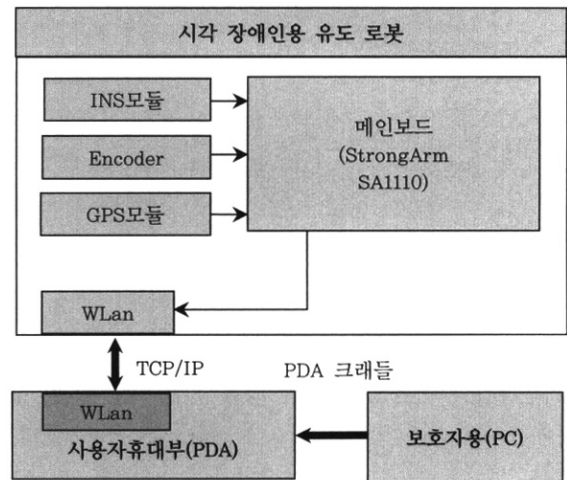 시각 장애인용 유도 로봇
INS모듈
Encoder
GPS모듈
메인보드
(StrongArm
SA1110)
WLan
TCP/IP
PDA 크래들
WLan
사용자휴대부(PDA)
보호자용(PC)